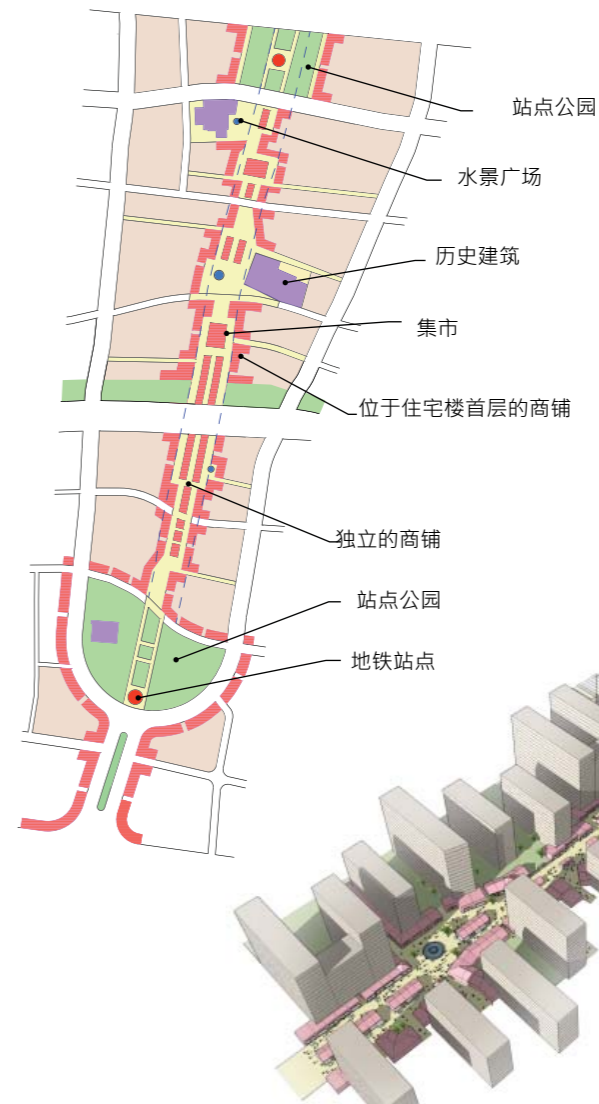 站点公园
水景广场
历史建筑
集市
位于住宅楼首层的商铺
独立的商铺
站点公园
地铁站点